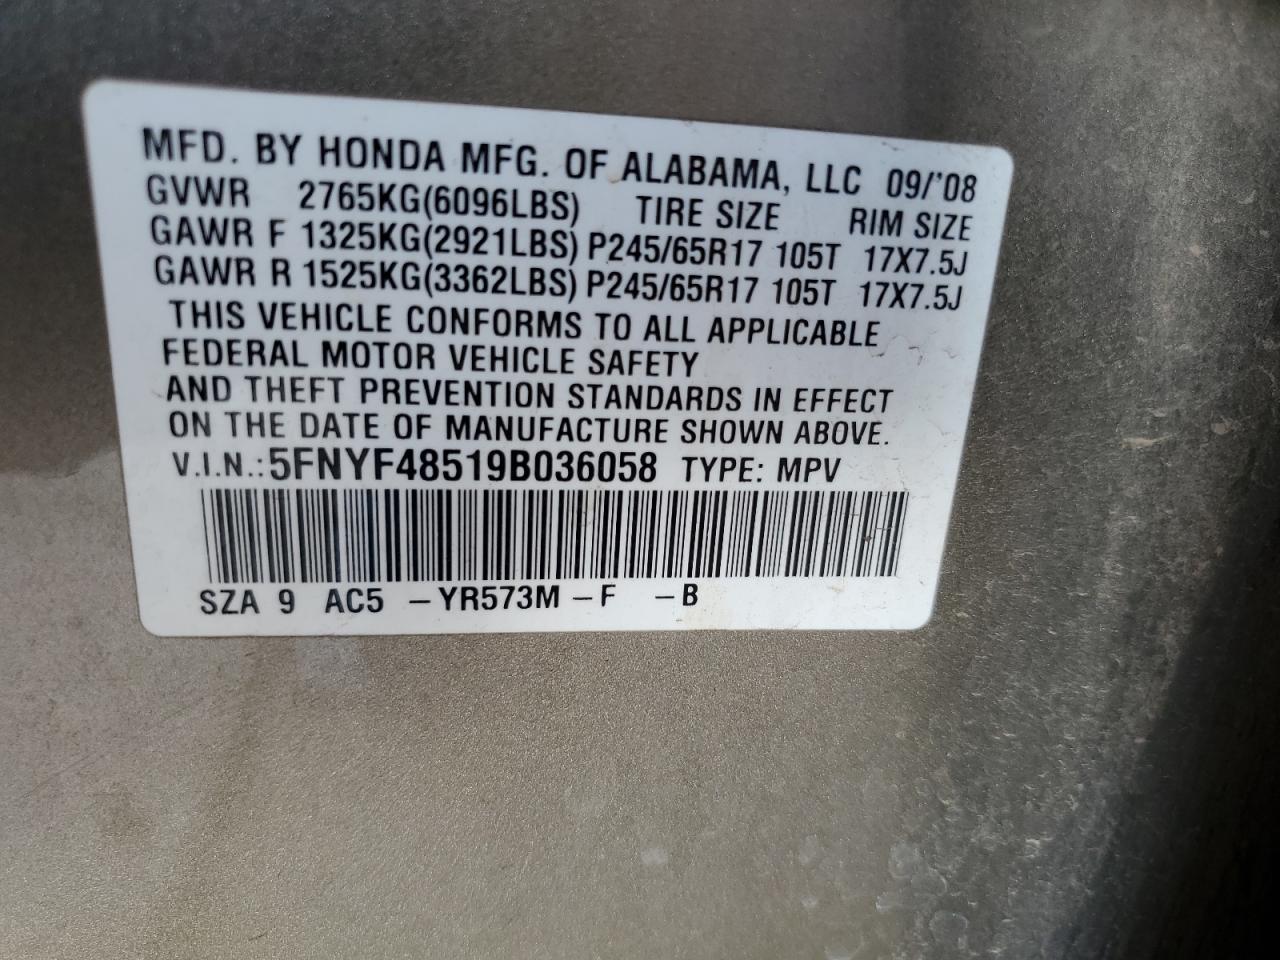 MFD. BY HONDA MFG. OF ALABAMA, LLC 09/'08
GVWR 2765KG(6096LBS) TIRE SIZE RIM SIZE
GAWR F 1325KG(2921LBS) P245/65R17 105T 17X7.5J
GAWR R 1525KG(3362LBS) P245/65R17 105T 17X7.5J
THIS VEHICLE CONFORMS TO ALL APPLICABLE
FEDERAL MOTOR VEHICLE SAFETY
AND THEFT PREVENTION STANDARDS IN EFFECT
ON THE DATE OF MANUFACTURE SHOWN ABOVE.
V.I.N.: 5FNYF48519B036058 TYPE: MPV
SZA 9 AC5 –YR573M –F –B